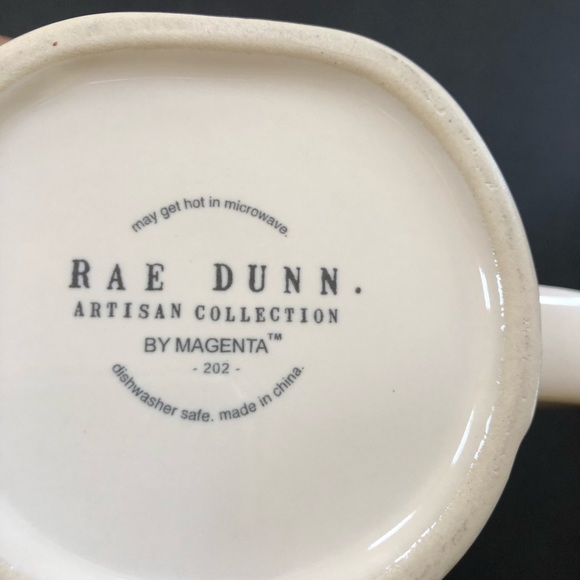 may get hot in microwave.
RAE DUNN.
ARTISAN COLLECTION
BY MAGENTA™
- 202 -
dishwasher safe. made in china.